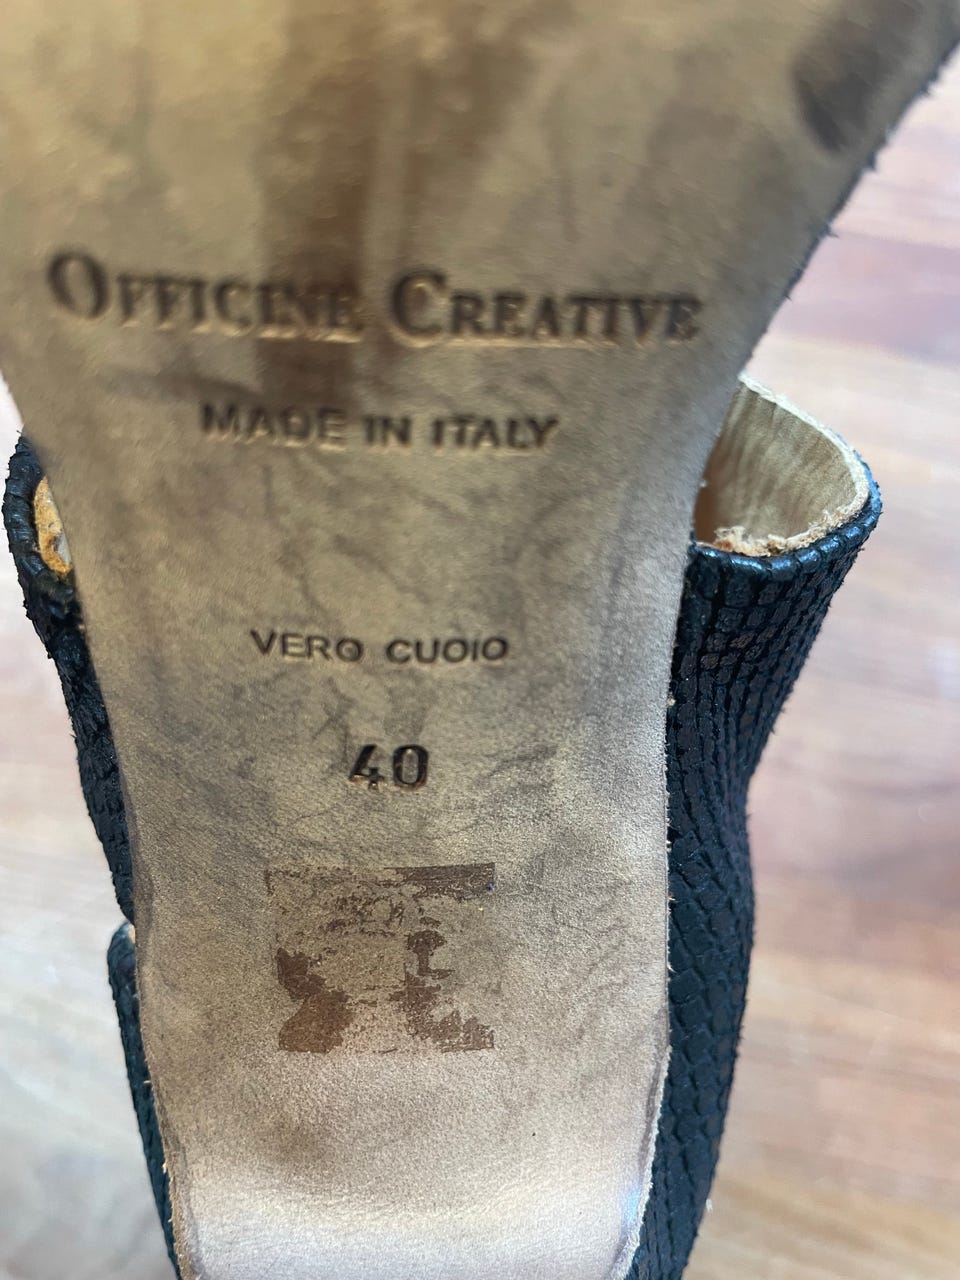 OFFICINE CREATIVE
MADE IN ITALY
VERO CUOIO
40